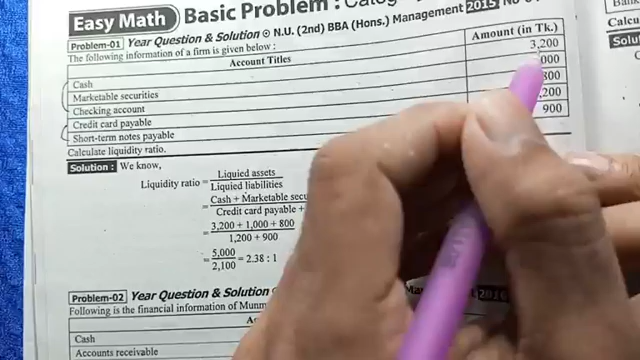 Easy Math Basic Problem :
Problem-01 Year Question & Solution ⊙ N.U. (2nd) BBA (Hons.) Management 2015
The following information of a firm is given below :
Account Titles Amount (in Tk.)
Cash 3,200
Marketable securities 000
Checking account 800
Credit card payable ,200
Short-term notes payable 900
Calculate liquidity ratio.
Solution : We know,
Liquidity ratio = Liquied assets / Liquied liabilities
= Cash + Marketable / Credit card payable +
= 3,200 + 1,000 + 800 / 1,200 + 900
= 5,000 / 2,100 = 2.38 : 1
Problem-02 Year Question & Solution
Following is the financial information of
Cash
Accounts receivable